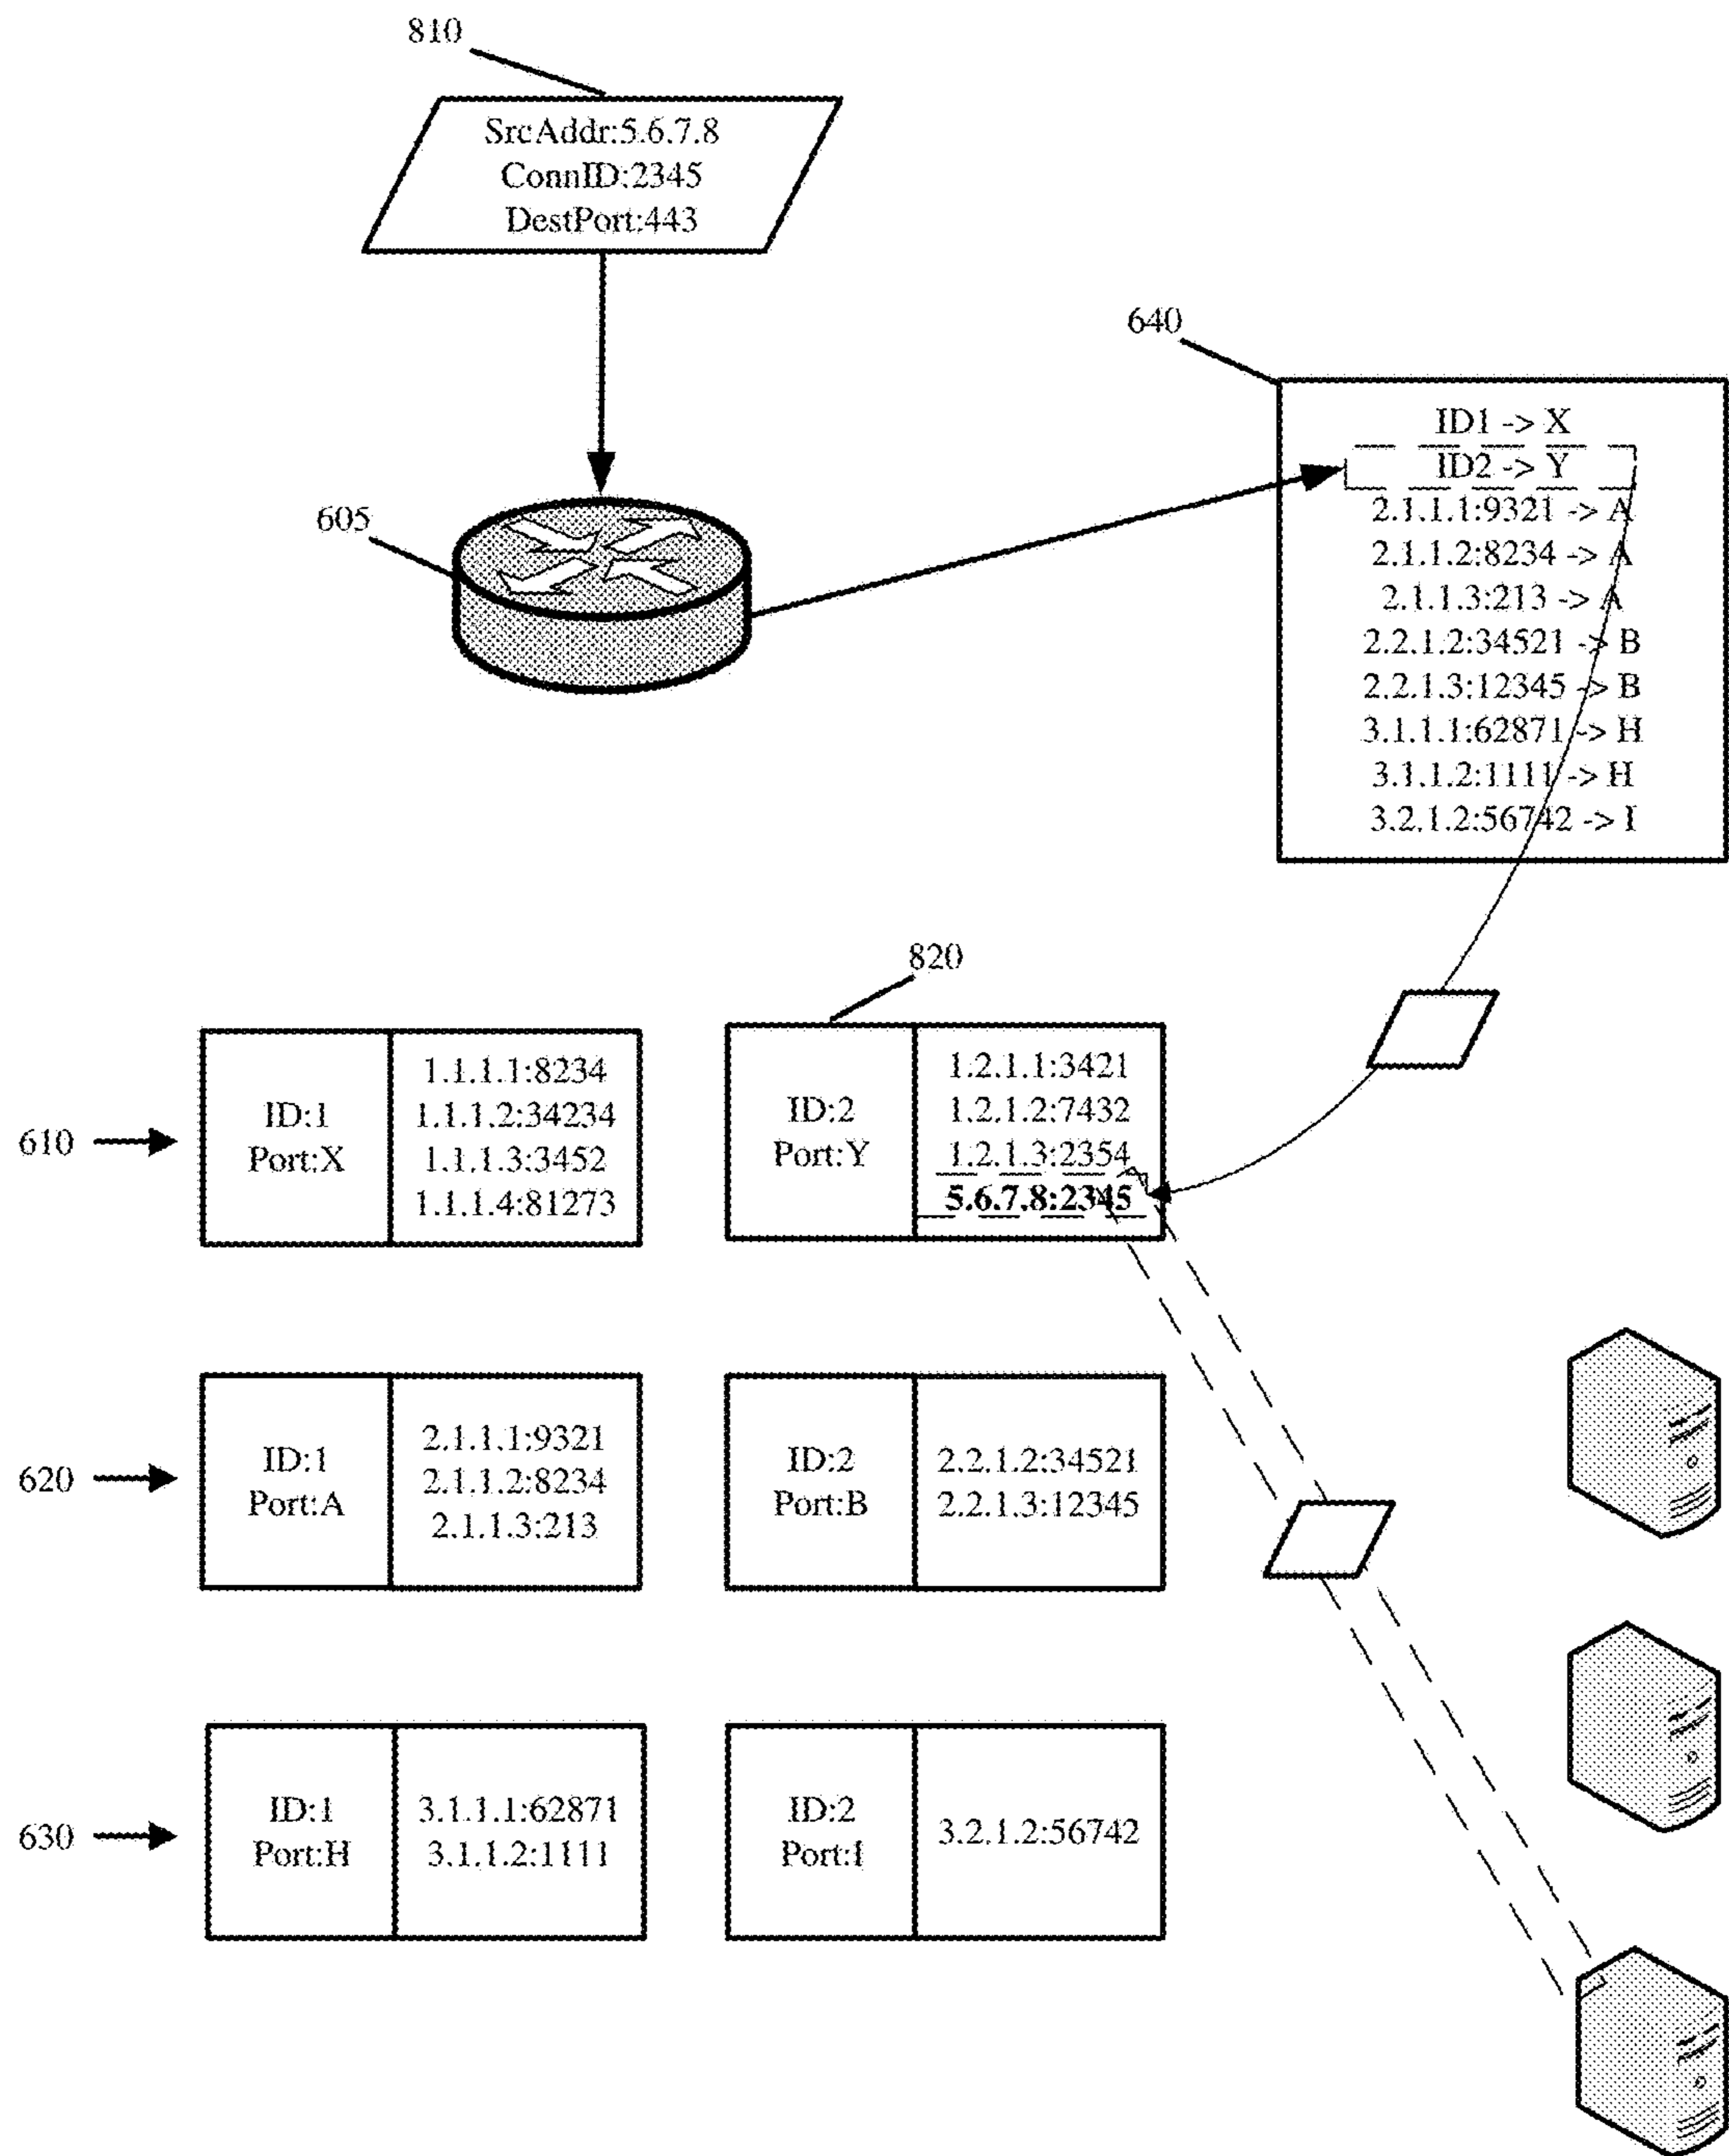 810
SrcAddr:5.6.7.8
ConnID:2345
DestPort:443
640
605
ID1 -> X
ID2 -> Y
2.1.1.1:9321 -> A
2.1.1.2:8234 -> A
2.1.1.3:213 -> A
2.2.1.2:34521 -> B
2.2.1.3:12345 -> B
3.1.1.1:62871 -> H
3.1.1.2:1111 -> H
3.2.1.2:56742 -> I
820
610
ID:1
Port:X
1.1.1.1:8234
1.1.1.2:34234
1.1.1.3:3452
1.1.1.4:81273
ID:2
Port:Y
1.2.1.1:3421
1.2.1.2:7432
1.2.1.3:2354
5.6.7.8:2345
620
ID:1
Port:A
2.1.1.1:9321
2.1.1.2:8234
2.1.1.3:213
ID:2
Port:B
2.2.1.2:34521
2.2.1.3:12345
630
ID:1
Port:H
3.1.1.1:62871
3.1.1.2:1111
ID:2
Port:I
3.2.1.2:56742